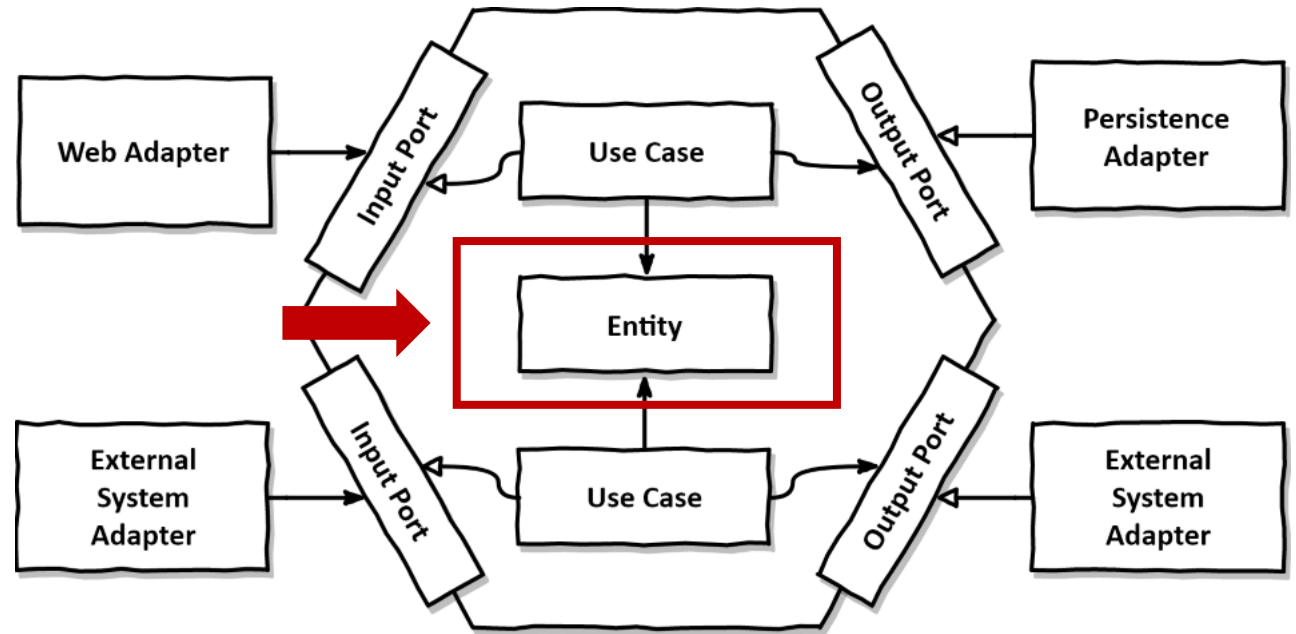 Web Adapter
Input Port
Use Case
Output Port
Persistence
Adapter
Entity
External
System
Adapter
Input Port
Use Case
Output Port
External
System
Adapter